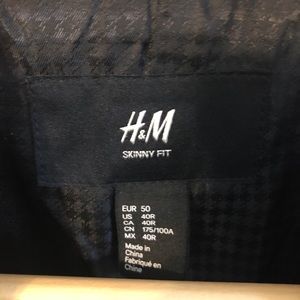 H&M
SKINNY FIT
EUR 50
US 40R
CA 40R
CN 175/100A
MX 40R
Made in
China
Fabriqué en
Chine